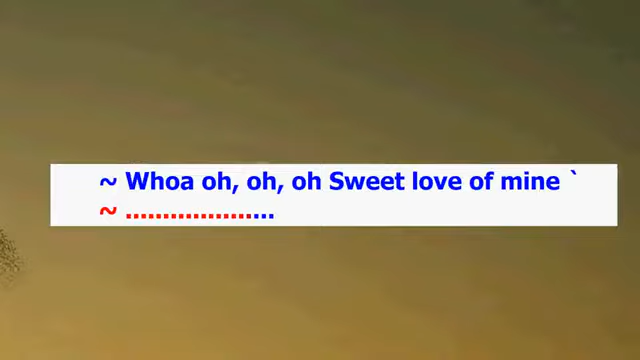 ~ Whoa oh, oh, oh Sweet love of mine `
~ ....................